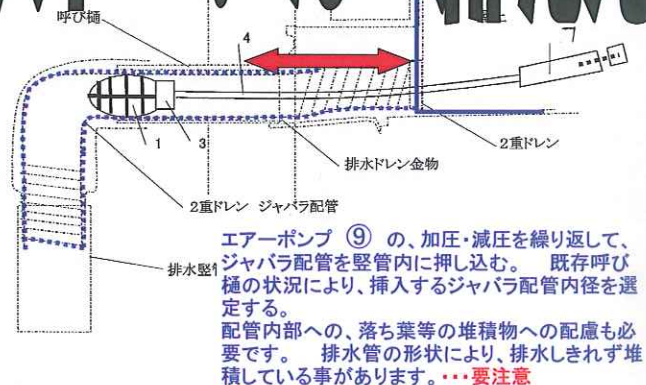 呼び樋
4
1
3
2重ドレン
排水ドレン金物
2重ドレン ジャバラ配管
排水竪管
エアーポンプ ⑨ の、加圧・減圧を繰り返して、
ジャバラ配管を竪管内に押し込む。 既存呼び
樋の状況により、挿入するジャバラ配管内径を選
定する。
配管内部への、落ち葉等の堆積物への配慮も必
要です。 排水管の形状により、排水しきれず堆
積している事があります。・・・要注意